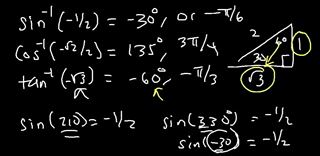 sin⁻¹(-1/2) = -30°, or -π/6
cos⁻¹(-√2/2) = 135°, 3π/4
tan⁻¹(-√3) = -60°, -π/3
2
60°
1
30
√3
sin(210) = -1/2
sin(330°) = -1/2
sin(-30) = -1/2